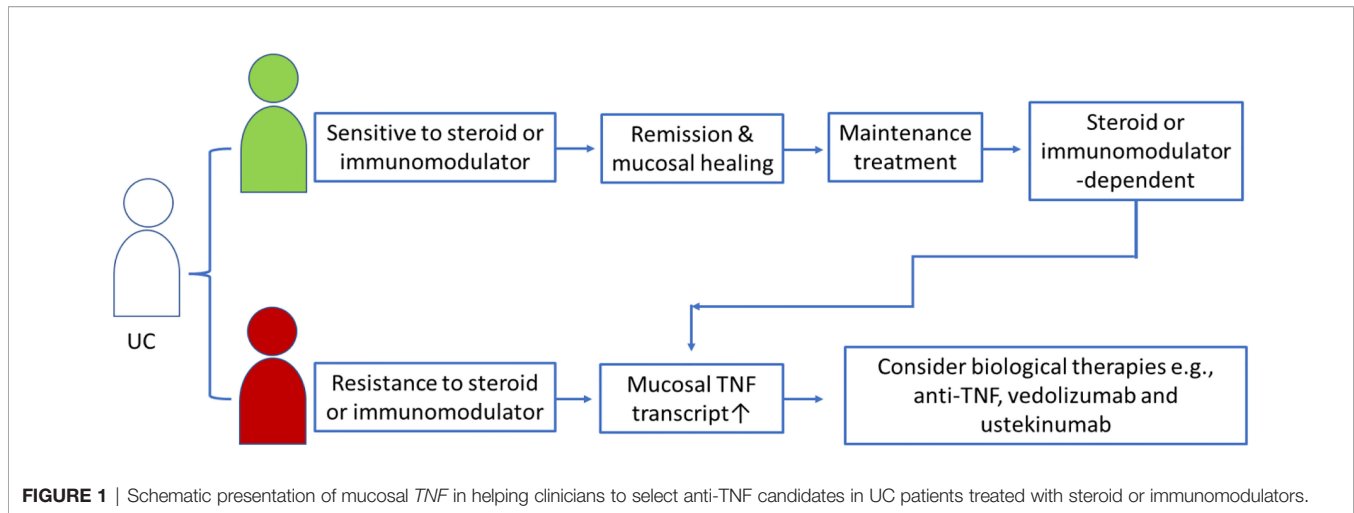 Sensitive to steroid or
immunomodulator
Remission &
mucosal healing
Maintenance
treatment
Steroid or
immunomodulator
-dependent
UC
Resistance to steroid
or immunomodulator
Mucosal TNF
transcript↑
Consider biological therapies e.g.,
anti-TNF, vedolizumab and
ustekinumab
FIGURE 1 | Schematic presentation of mucosal TNF in helping clinicians to select anti-TNF candidates in UC patients treated with steroid or immunomodulators.